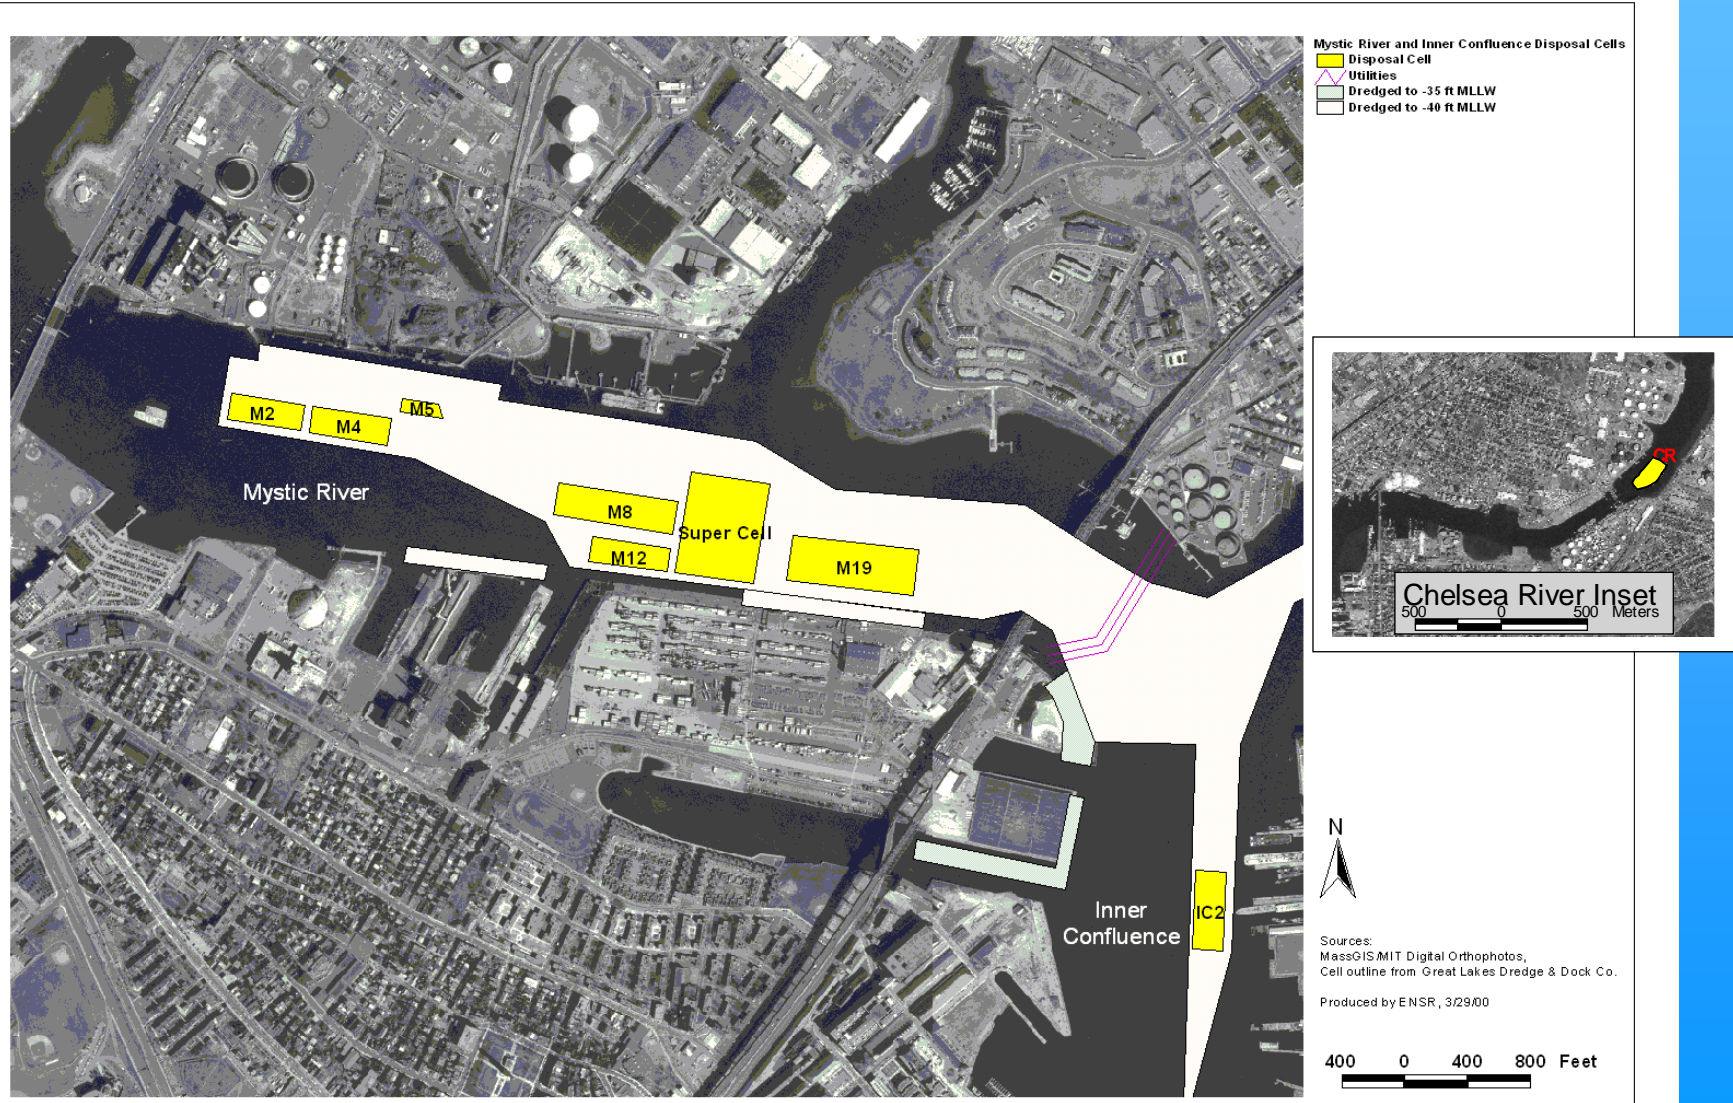 Mystic River and Inner Confluence Disposal Cells
Disposal Cell
Utilities
Dredged to -35 ft MLLW
Dredged to -40 ft MLLW
M2
M4
M5
Mystic River
M8
Super Cell
M12
M19
CR
Chelsea River Inset
500 0 500 Meters
N
Inner
Confluence
IC2
Sources:
MassGIS/MIT Digital Orthophotos,
Cell outline from Great Lakes Dredge & Dock Co.
Produced by ENSR, 3/29/00
400 0 400 800 Feet